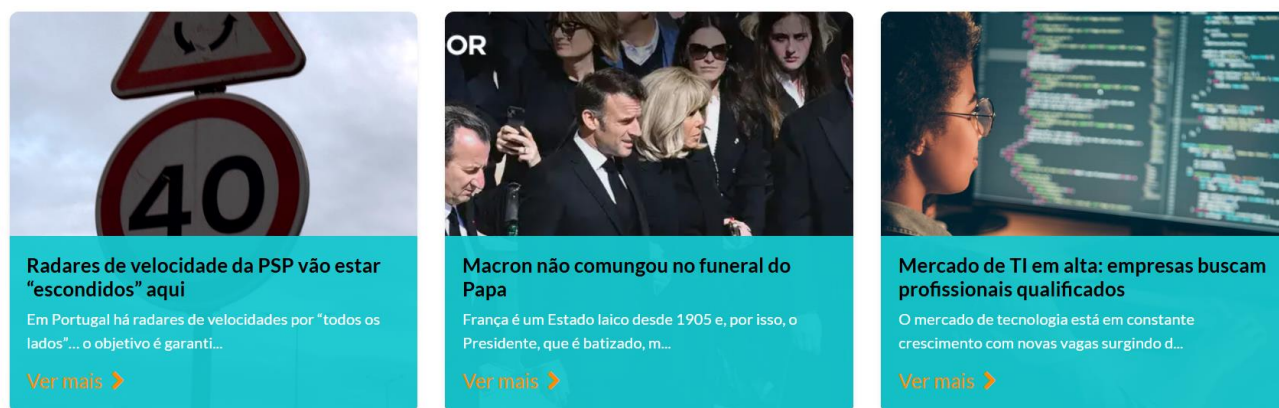 40
Radares de velocidade da PSP vão estar
“escondidos” aqui
Em Portugal há radares de velocidades por “todos os
lados”… o objetivo é garanti...
Ver mais
OR
Macron não comungou no funeral do
Papa
França é um Estado laico desde 1905 e, por isso, o
Presidente, que é batizado, m...
Ver mais
Mercado de TI em alta: empresas buscam
profissionais qualificados
O mercado de tecnologia está em constante
crescimento com novas vagas surgindo d...
Ver mais